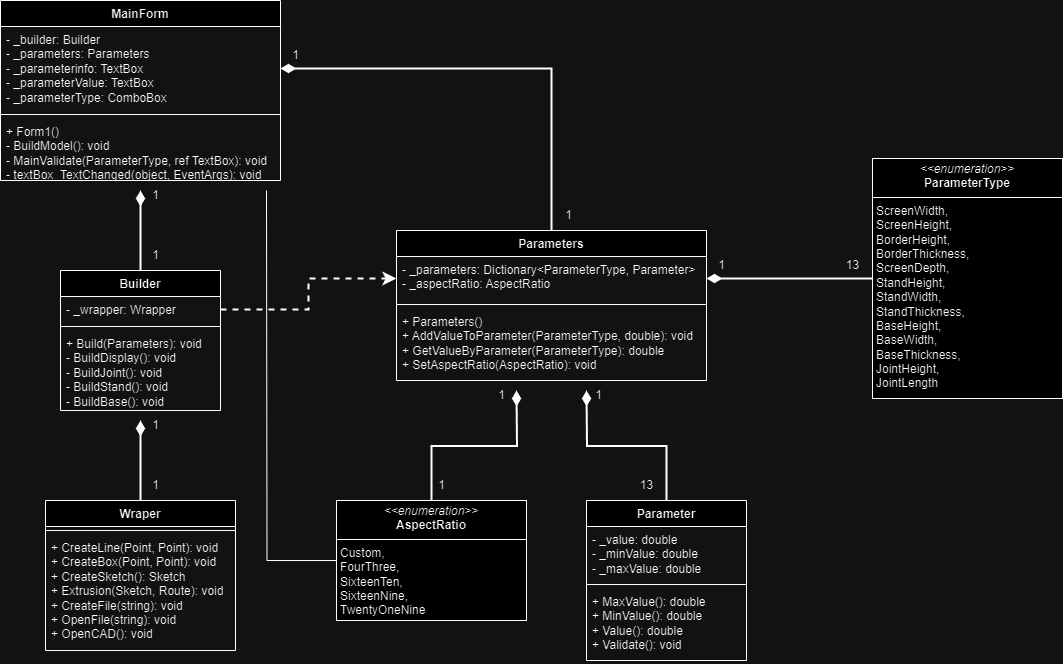 MainForm
- _builder: Builder
- _parameters: Parameters
- _parameterinfo: TextBox
- _parameterValue: TextBox
- _parameterType: ComboBox
+ Form1()
- BuildModel(): void
- MainValidate(ParameterType, ref TextBox): void
- textBox_TextChanged(object, EventArgs): void
1
1
1
1
Builder
- _wrapper: Wrapper
+ Build(Parameters): void
- BuildDisplay(): void
- BuildJoint(): void
- BuildStand(): void
- BuildBase(): void
1
1
Wraper
+ CreateLine(Point, Point): void
+ CreateBox(Point, Point): void
+ CreateSketch(): Sketch
+ Extrusion(Sketch, Route): void
+ CreateFile(string): void
+ OpenFile(string): void
+ OpenCAD(): void
Parameters
- _parameters: Dictionary<ParameterType, Parameter>
- _aspectRatio: AspectRatio
+ Parameters()
+ AddValueToParameter(ParameterType, double): void
+ GetValueByParameter(ParameterType): double
+ SetAspectRatio(AspectRatio): void
1
13
<<enumeration>>
ParameterType
ScreenWidth,
ScreenHeight,
BorderHeight,
BorderThickness,
ScreenDepth,
StandHeight,
StandWidth,
StandThickness,
BaseHeight,
BaseWidth,
BaseThickness,
JointHeight,
JointLength
1
1
1
13
<<enumeration>>
AspectRatio
Custom,
FourThree,
SixteenTen,
SixteenNine,
TwentyOneNine
Parameter
- _value: double
- _minValue: double
- _maxValue: double
+ MaxValue(): double
+ MinValue(): double
+ Value(): double
+ Validate(): void